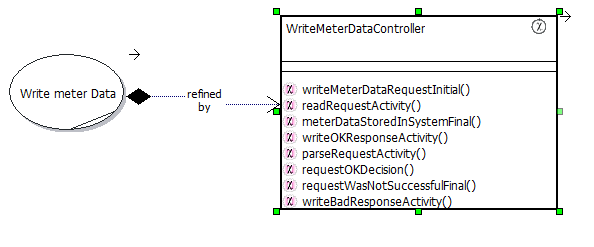 WriteMeterDataController
Write meter Data
refined
by
writeMeterDataRequestInitial()
readRequestActivity()
meterDataStoredInSystemFinal()
writeOKResponseActivity()
parseRequestActivity()
requestOKDecision()
requestWasNotSuccessfulFinal()
writeBadResponseActivity()